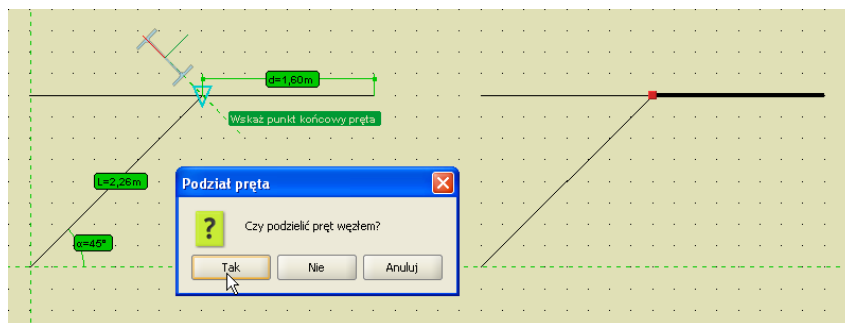 d=1,60m
Wskaż punkt końcowy pręta
L=2,26m
α=45°
Podział pręta
Czy podzielić pręt węzłem?
Tak Nie Anuluj